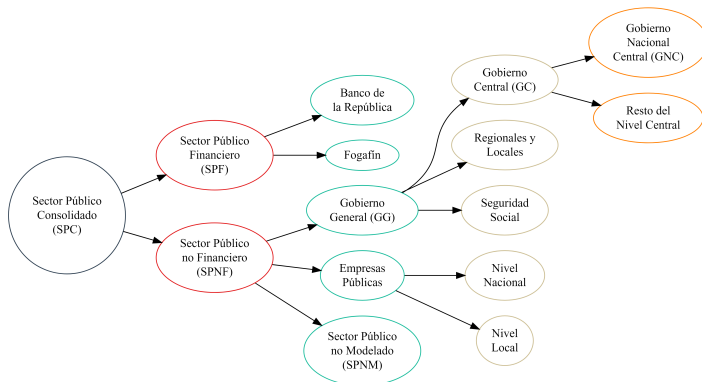 Sector Público
Consolidado
(SPC)
Sector Público
Financiero
(SPF)
Sector Público
no Financiero
(SPNF)
Banco de
la República
Fogafín
Gobierno
General (GG)
Empresas
Públicas
Sector Público
no Modelado
(SPNM)
Gobierno
Central (GC)
Regionales y
Locales
Seguridad
Social
Nivel
Nacional
Nivel
Local
Gobierno
Nacional
Central (GNC)
Resto del
Nivel Central